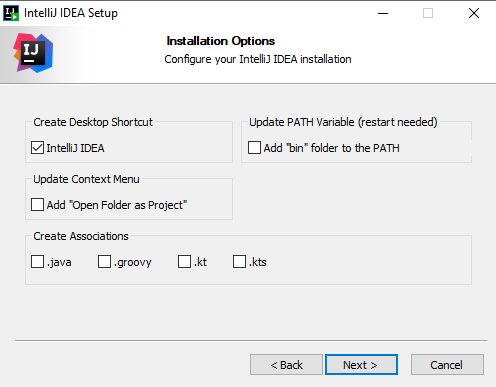 IntelliJ IDEA Setup
IJ
Installation Options
Configure your IntelliJ IDEA installation
Create Desktop Shortcut
IntelliJ IDEA
Update PATH Variable (restart needed)
Add "bin" folder to the PATH
Update Context Menu
Add "Open Folder as Project"
Create Associations
.java .groovy .kt .kts
< Back Next > Cancel